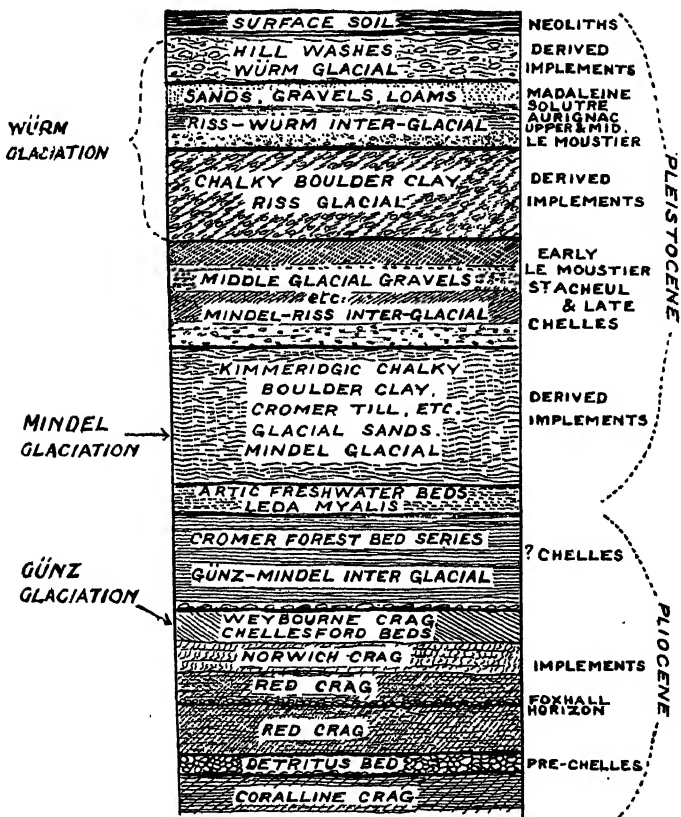 SURFACE SOIL
NEOLITHS
HILL WASHES
WÜRM GLACIAL
DERIVED
IMPLEMENTS
WÜRM
GLACIATION
SANDS, GRAVELS LOAMS
RISS-WURM INTER-GLACIAL
MADALEINE
SOLUTRE
AURIGNAC
UPPER & MID.
LE MOUSTIER
CHALKY BOULDER CLAY
RISS GLACIAL
DERIVED
IMPLEMENTS
PLEISTOCENE
MIDDLE GLACIAL GRAVELS
etc.
MINDEL-RISS INTER-GLACIAL
EARLY
LE MOUSTIER
STACHEUL
& LATE
CHELLES
KIMMERIDGIC CHALKY
BOULDER CLAY,
CROMER TILL, ETC.
GLACIAL SANDS.
MINDEL GLACIAL
DERIVED
IMPLEMENTS
MINDEL
GLACIATION
ARTIC FRESHWATER BEDS
LEDA MYALIS
CROMER FOREST BED SERIES
GÜNZ-MINDEL INTER GLACIAL
? CHELLES
GÜNZ
GLACIATION
WEYBOURNE CRAG
CHELLESFORD BEDS
NORWICH CRAG
IMPLEMENTS
RED CRAG
FOXHALL
HORIZON
PLIOCENE
RED CRAG
DETRITUS BED
PRE-CHELLES
CORALLINE CRAG